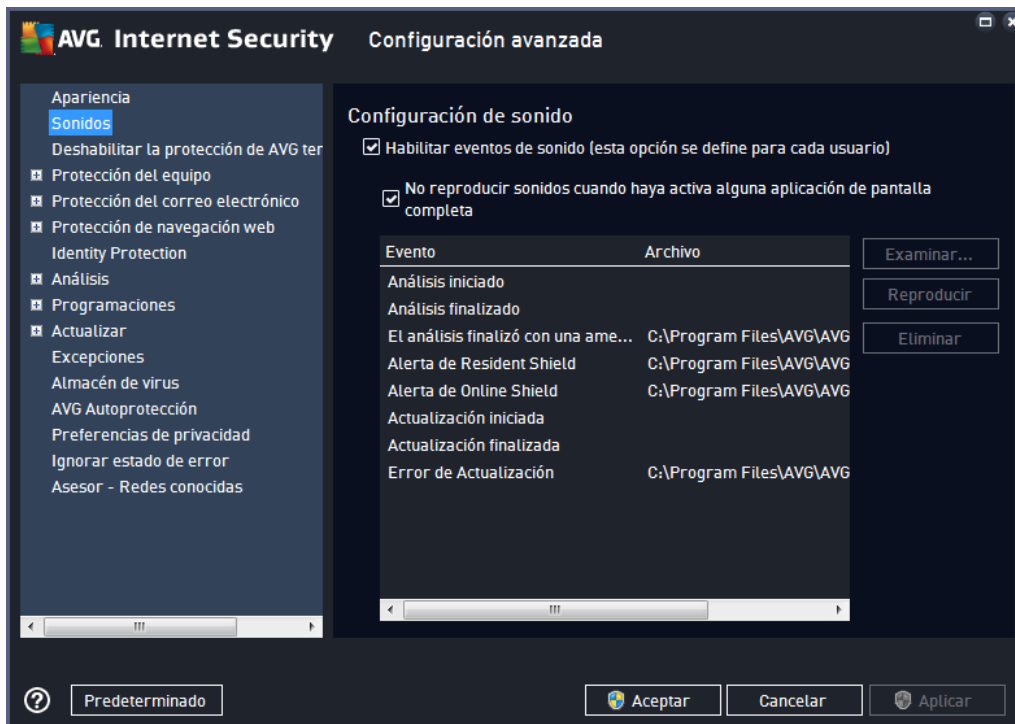 AVG. Internet Security
Configuración avanzada
Apariencia
Sonidos
Deshabilitar la protección de AVG ter
Protección del equipo
Protección del correo electrónico
Protección de navegación web
Identity Protection
Análisis
Programaciones
Actualizar
Excepciones
Almacén de virus
AVG Autoprotección
Preferencias de privacidad
Ignorar estado de error
Asesor - Redes conocidas
Configuración de sonido
Habilitar eventos de sonido (esta opción se define para cada usuario)
No reproducir sonidos cuando haya activa alguna aplicación de pantalla
completa
Evento Archivo
Análisis iniciado
Análisis finalizado
El análisis finalizó con una ame... C:\Program Files\AVG\AVG
Alerta de Resident Shield C:\Program Files\AVG\AVG
Alerta de Online Shield C:\Program Files\AVG\AVG
Actualización iniciada
Actualización finalizada
Error de Actualización C:\Program Files\AVG\AVG
Examinar...
Reproducir
Eliminar
Predeterminado
Aceptar
Cancelar
Aplicar